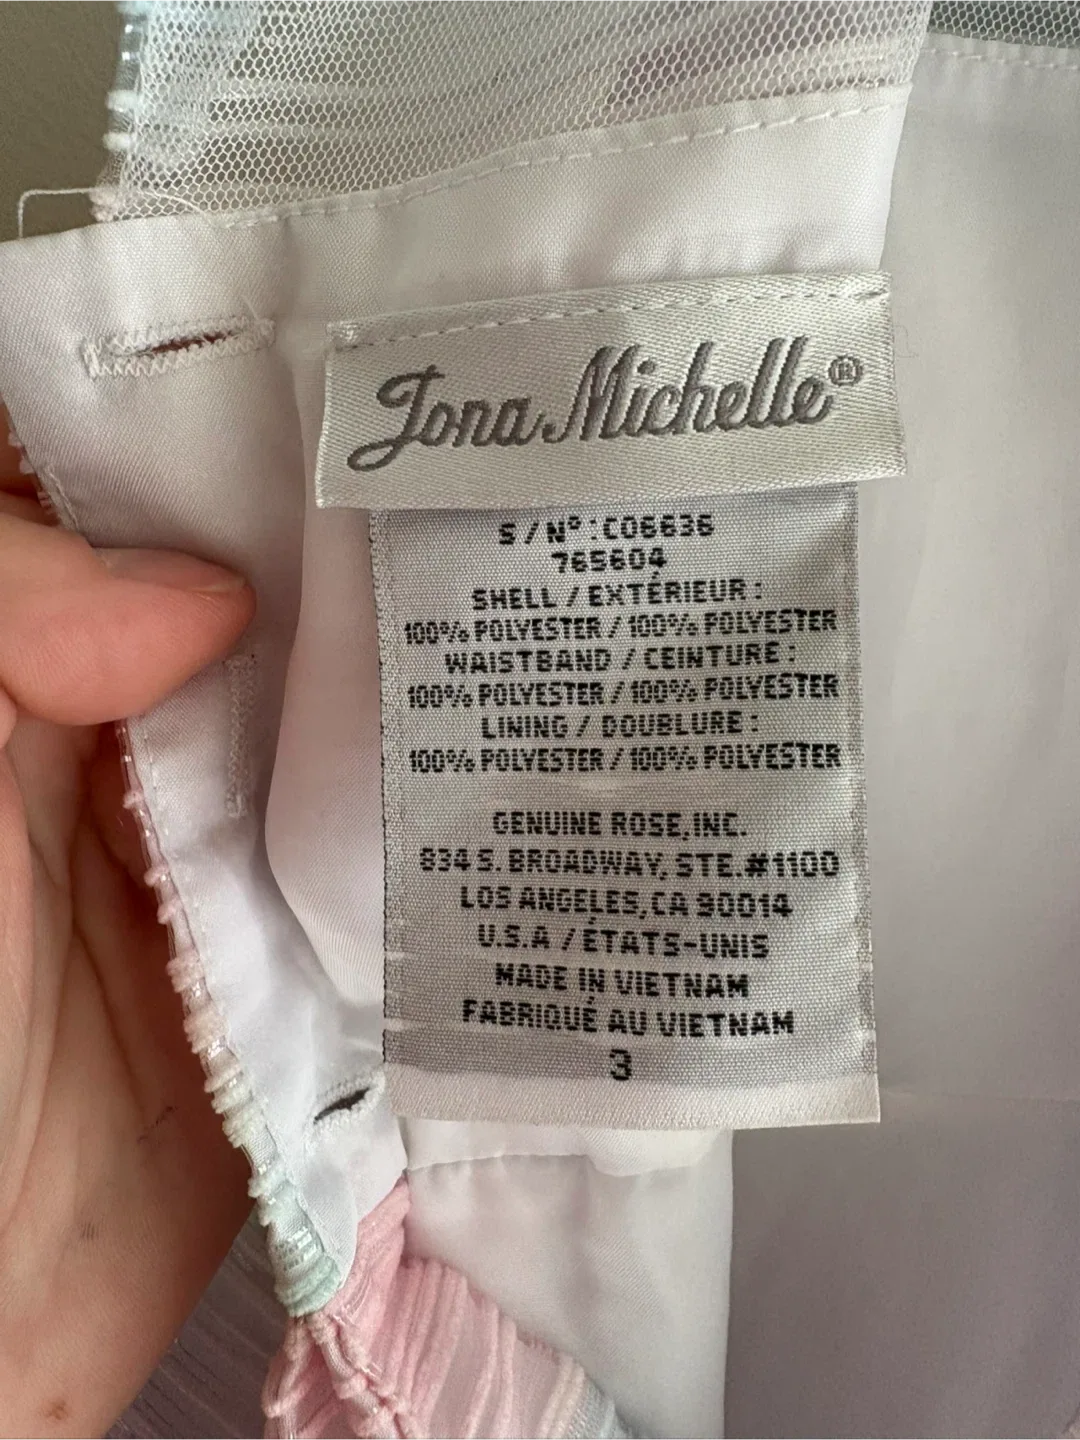 Jona Michelle®
S/Nº:C06636
765604
SHELL / EXTÉRIEUR :
100% POLYESTER / 100% POLYESTER
WAISTBAND / CEINTURE :
100% POLYESTER / 100% POLYESTER
LINING / DOUBLURE :
100% POLYESTER / 100% POLYESTER
GENUINE ROSE, INC.
834 S. BROADWAY, STE.#1100
LOS ANGELES, CA 90014
U.S.A / ÉTATS-UNIS
MADE IN VIETNAM
FABRIQUÉ AU VIETNAM
3